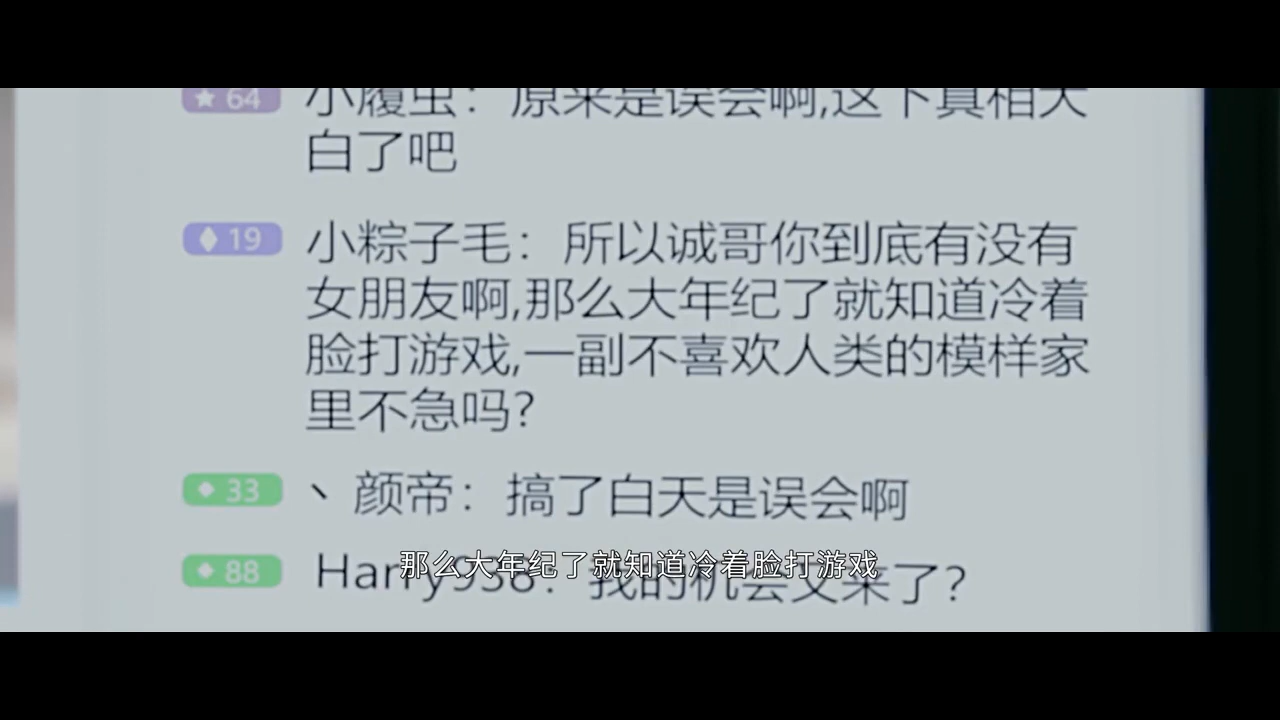 64 小履虫：原来是误会啊,这下真相大
白了吧
19 小粽子毛：所以诚哥你到底有没有
女朋友啊,那么大年纪了就知道冷着
脸打游戏,一副不喜欢人类的模样家
里不急吗?
33 丶颜帝：搞了白天是误会啊
88 Harry938：我的机会又来了?
那么大年纪了就知道冷着脸打游戏